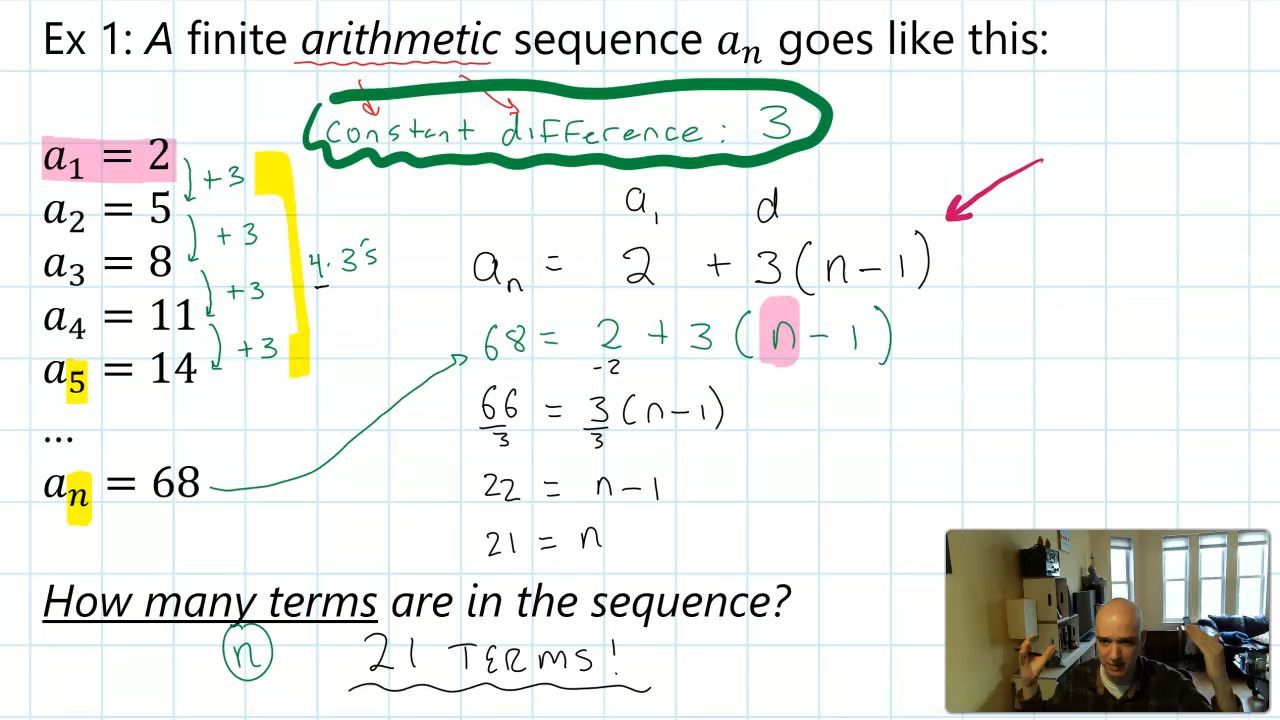 Ex 1: A finite arithmetic sequence aₙ goes like this:
constant difference: 3
a₁ = 2
+3
a₂ = 5
+3
a₃ = 8
+3
a₄ = 11
+3
a₅ = 14
...
aₙ = 68
4·3's
a₁ d
aₙ = 2 + 3(n-1)
68 = 2 + 3(n-1)
-2
66 = 3(n-1)
3 3
22 = n-1
21 = n
How many terms are in the sequence?
n 21 TERMS!